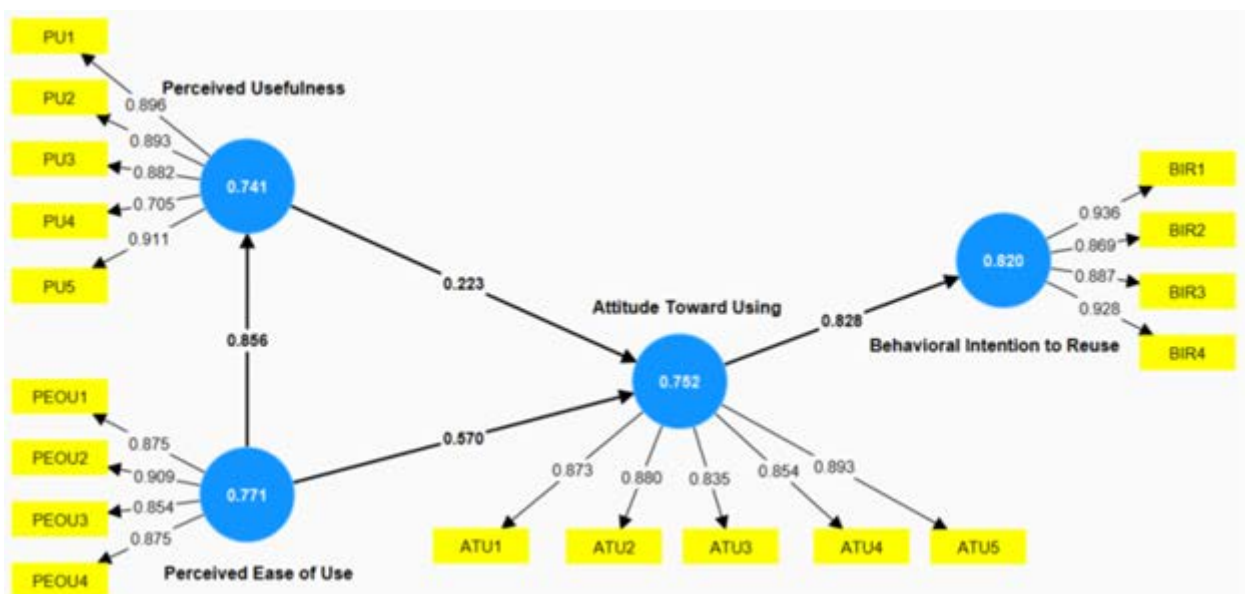 PU1
Perceived Usefulness
PU2
0.896
0.893
PU3
0.882
0.741
0.705
PU4
0.911
PU5
BIR1
0.936
BIR2
0.869
0.820
0.887
BIR3
0.928
BIR4
0.223
Attitude Toward Using
0.828
Behavioral Intention to Reuse
0.856
0.752
PEOU1
0.875
PEOU2
0.909
0.771
0.854
PEOU3
0.875
PEOU4
Perceived Ease of Use
0.570
0.873
0.880
0.835
0.854
0.893
ATU1
ATU2
ATU3
ATU4
ATU5